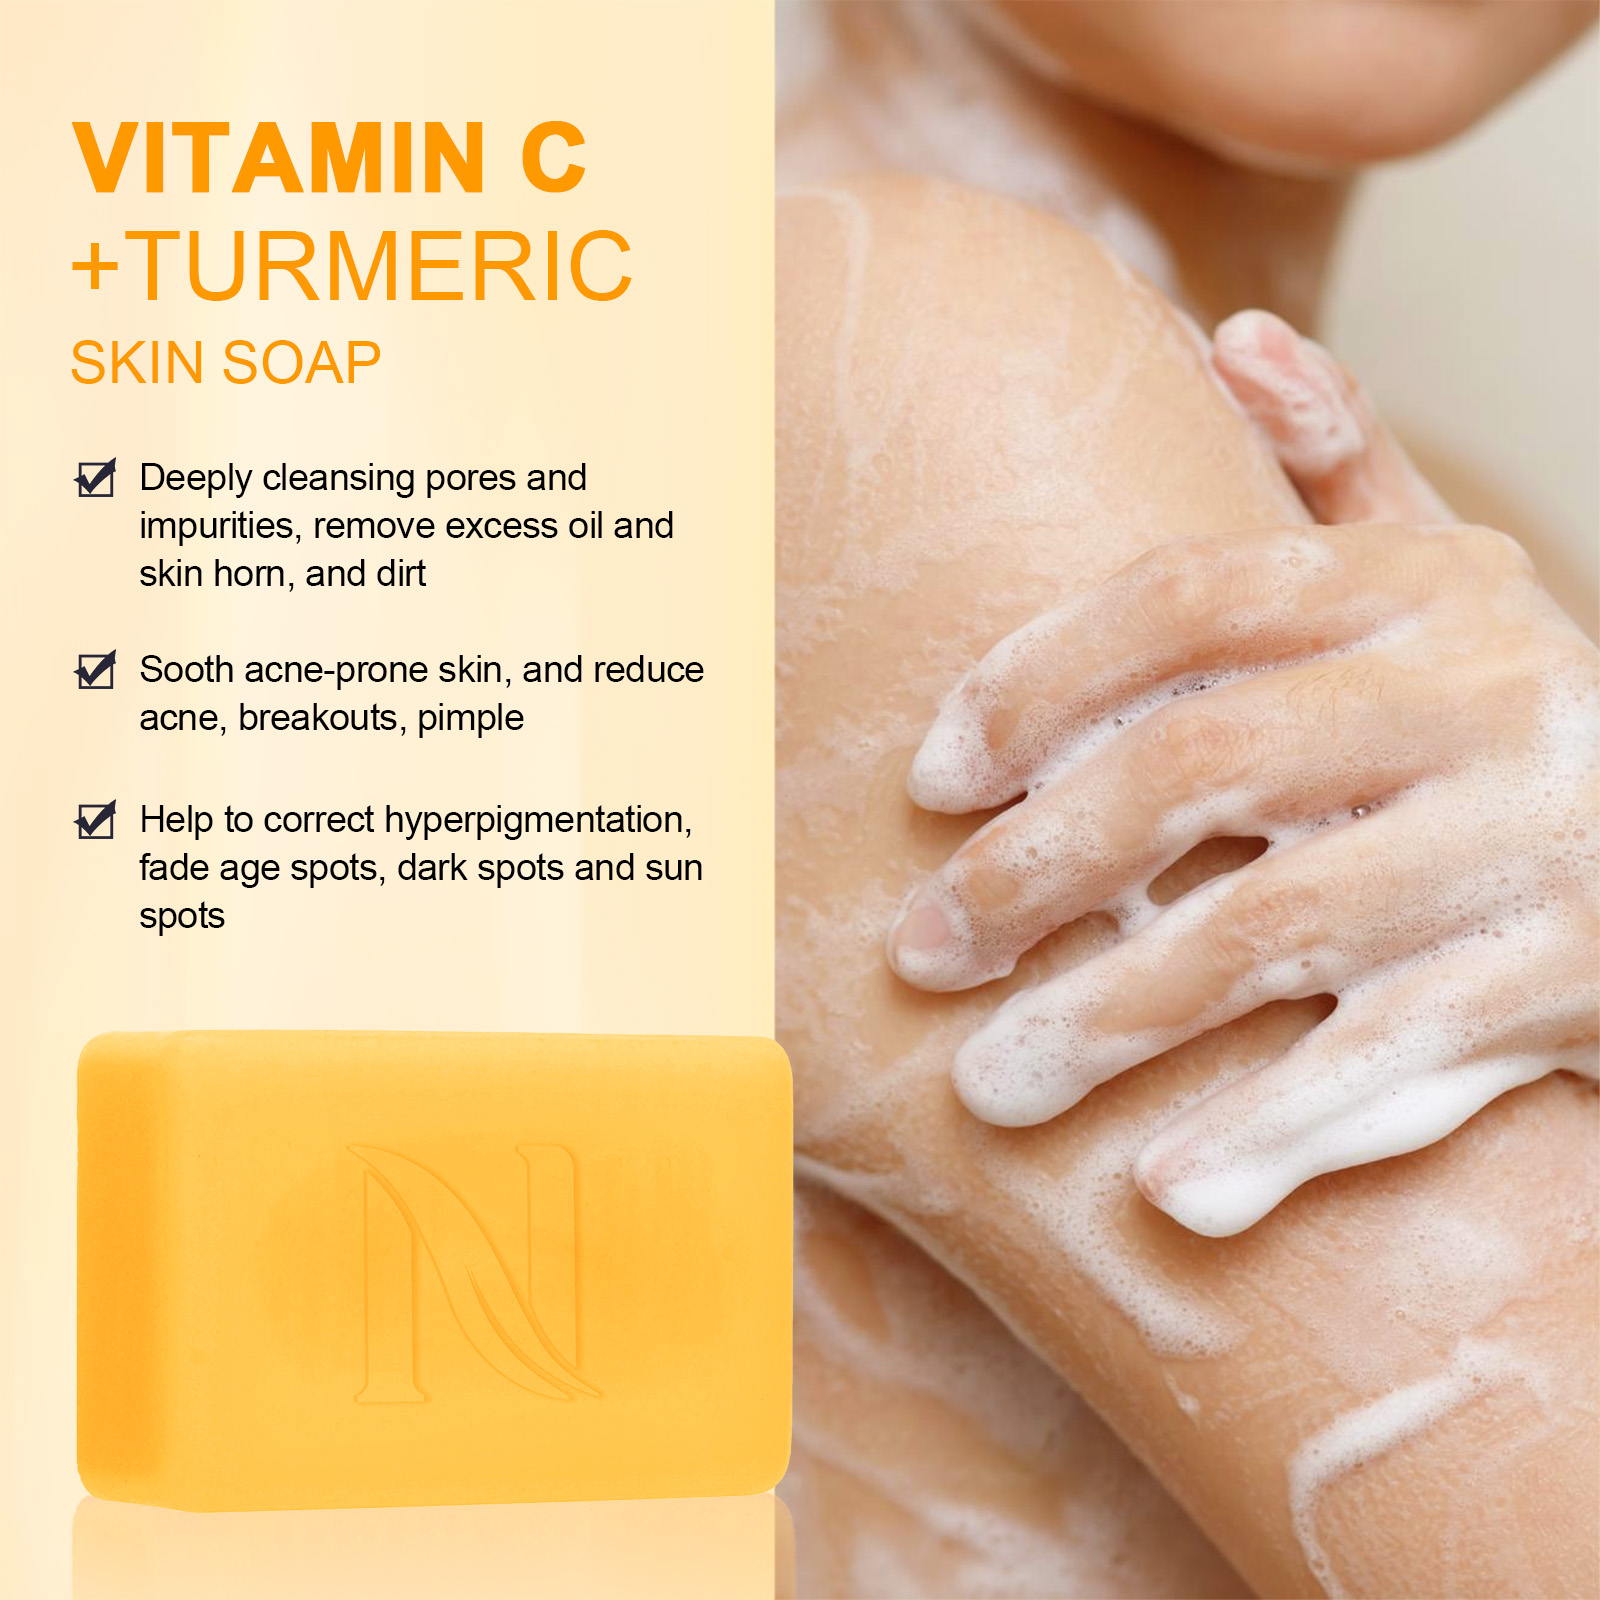 VITAMIN C
+TURMERIC
SKIN SOAP
Deeply cleansing pores and
impurities, remove excess oil and
skin horn, and dirt
Sooth acne-prone skin, and reduce
acne, breakouts, pimple
Help to correct hyperpigmentation,
fade age spots, dark spots and sun
spots
N